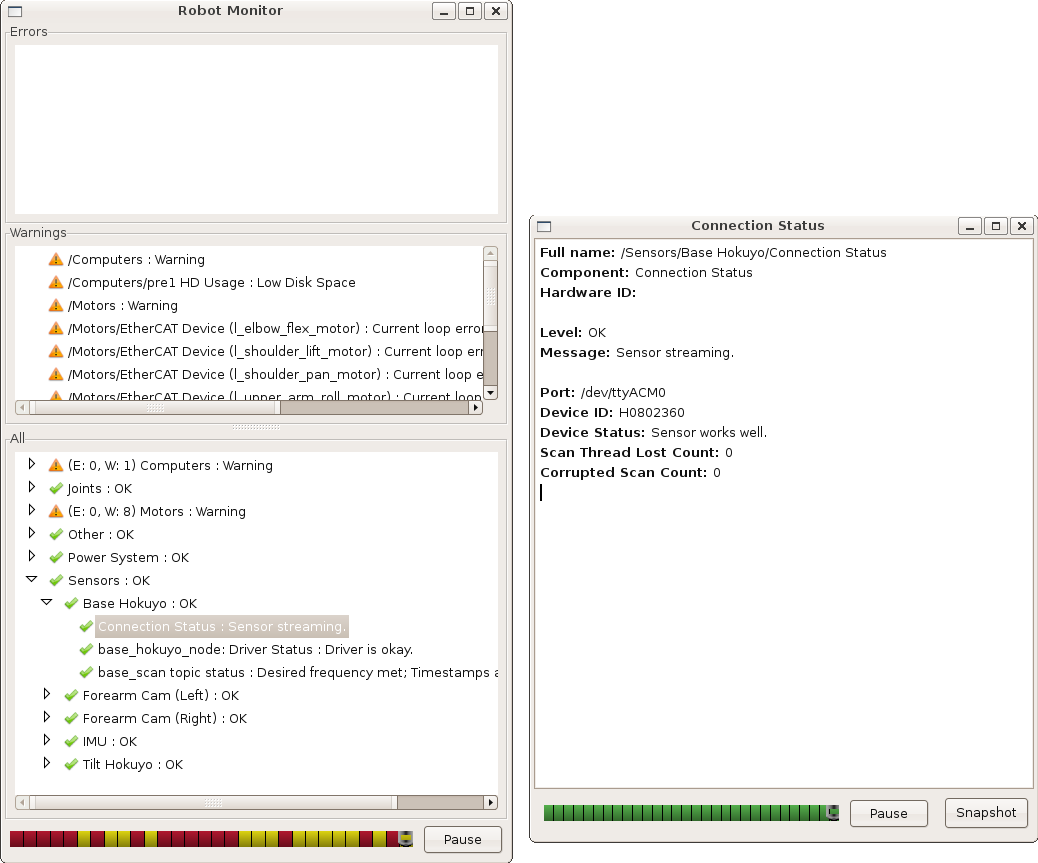 Robot Monitor
Errors
Warnings
/Computers : Warning
/Computers/pre1 HD Usage : Low Disk Space
/Motors : Warning
/Motors/EtherCAT Device (l_elbow_flex_motor) : Current loop error
/Motors/EtherCAT Device (l_shoulder_lift_motor) : Current loop err
/Motors/EtherCAT Device (l_shoulder_pan_motor) : Current loop e
/Motors/EtherCAT Device (l_upper_arm_roll_motor) : Current loop
All
(E: 0, W: 1) Computers : Warning
Joints : OK
(E: 0, W: 8) Motors : Warning
Other : OK
Power System : OK
Sensors : OK
Base Hokuyo : OK
Connection Status : Sensor streaming.
base_hokuyo_node: Driver Status : Driver is okay.
base_scan topic status : Desired frequency met; Timestamps a
Forearm Cam (Left) : OK
Forearm Cam (Right) : OK
IMU : OK
Tilt Hokuyo : OK
Pause
Connection Status
Full name: /Sensors/Base Hokuyo/Connection Status
Component: Connection Status
Hardware ID:
Level: OK
Message: Sensor streaming.
Port: /dev/ttyACM0
Device ID: H0802360
Device Status: Sensor works well.
Scan Thread Lost Count: 0
Corrupted Scan Count: 0
Pause
Snapshot